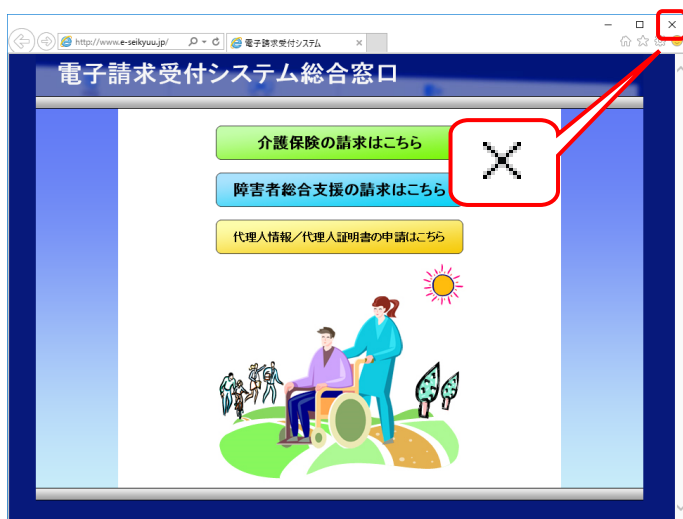 http://www.e-seikyuu.jp/
電子請求受付システム
電子請求受付システム総合窓口
介護保険の請求はこちら
障害者総合支援の請求はこちら
代理人情報／代理人証明書の申請はこちら